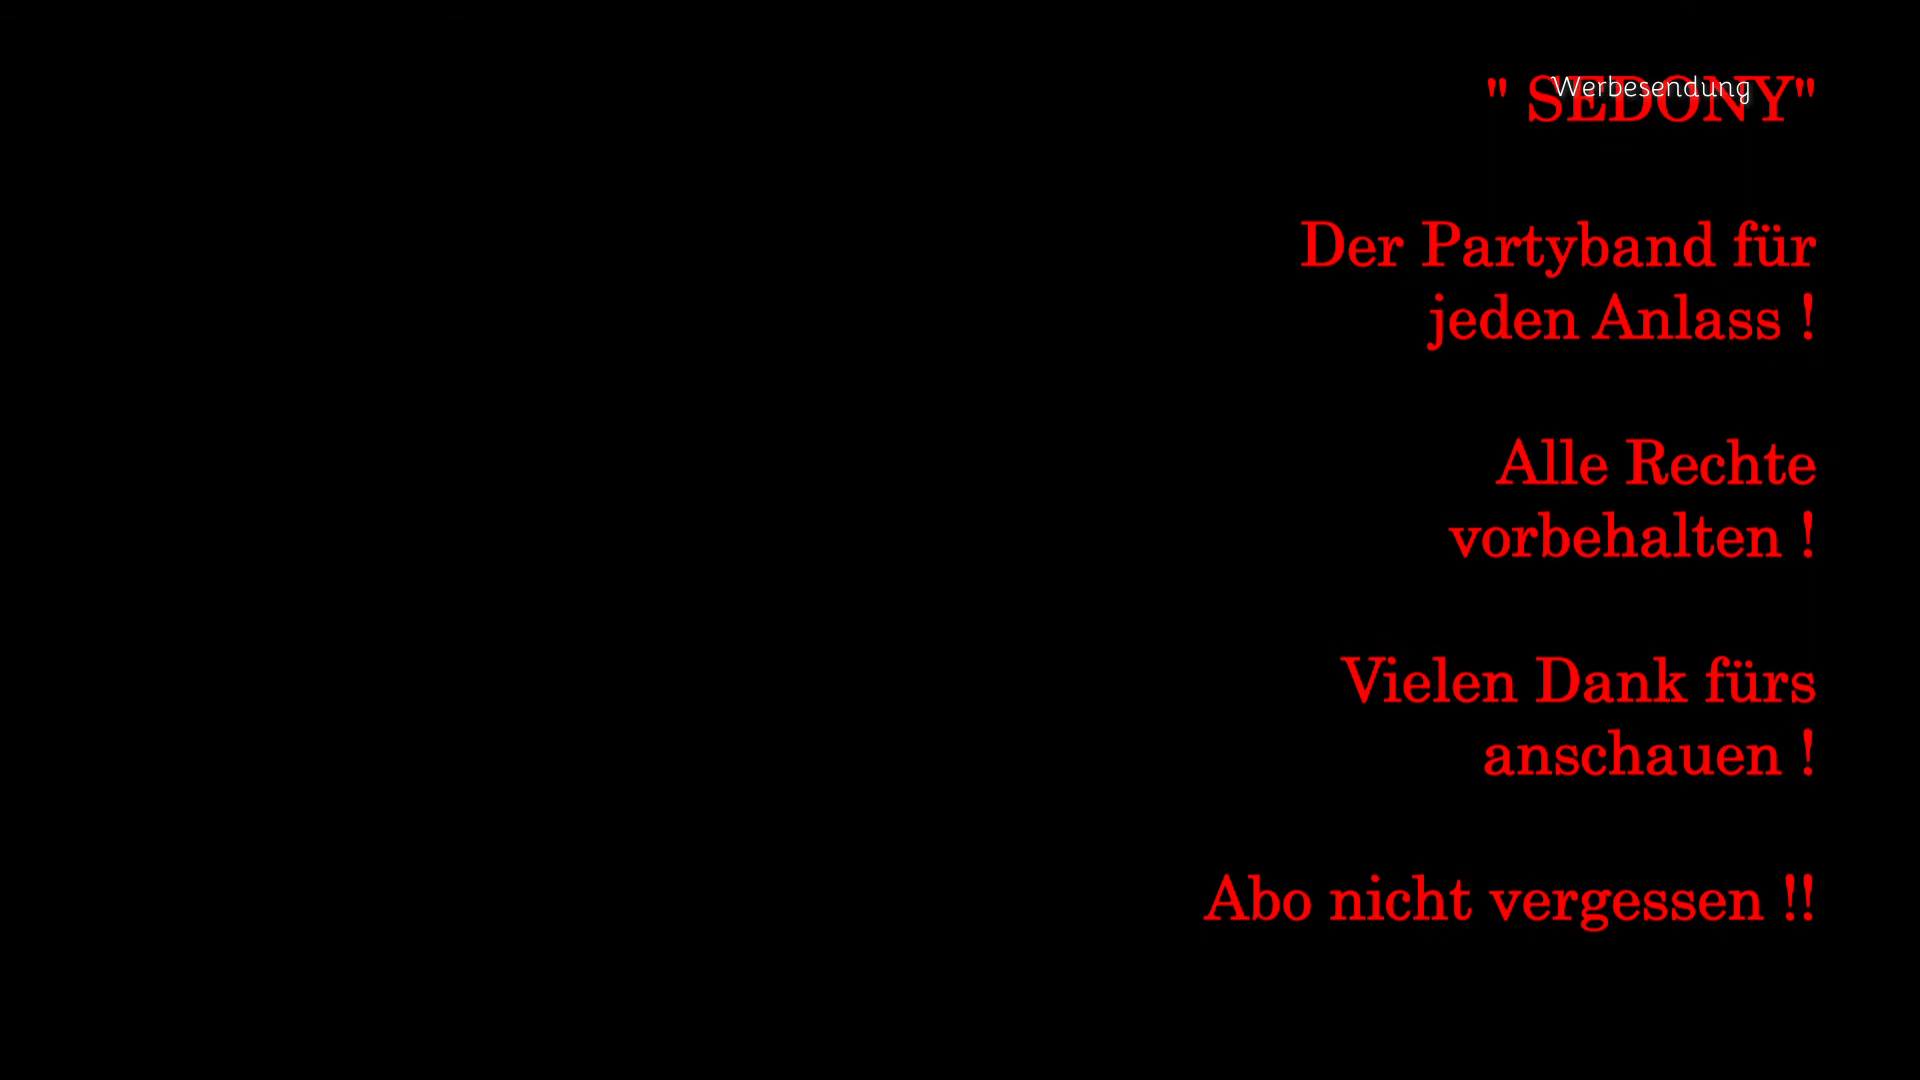 Werbesendung
" SEDONY"
Der Partyband für
jeden Anlass !
Alle Rechte
vorbehalten !
Vielen Dank fürs
anschauen !
Abo nicht vergessen !!